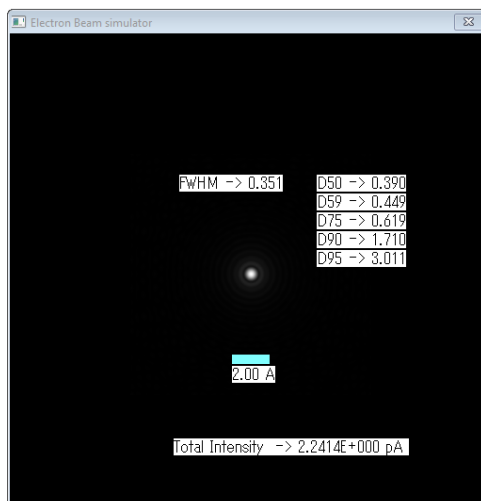 Electron Beam simulator
FWHM -> 0.351
D50 -> 0.390
D59 -> 0.449
D75 -> 0.619
D90 -> 1.710
D95 -> 3.011
2.00 A
Total Intensity -> 2.2414E+000 pA